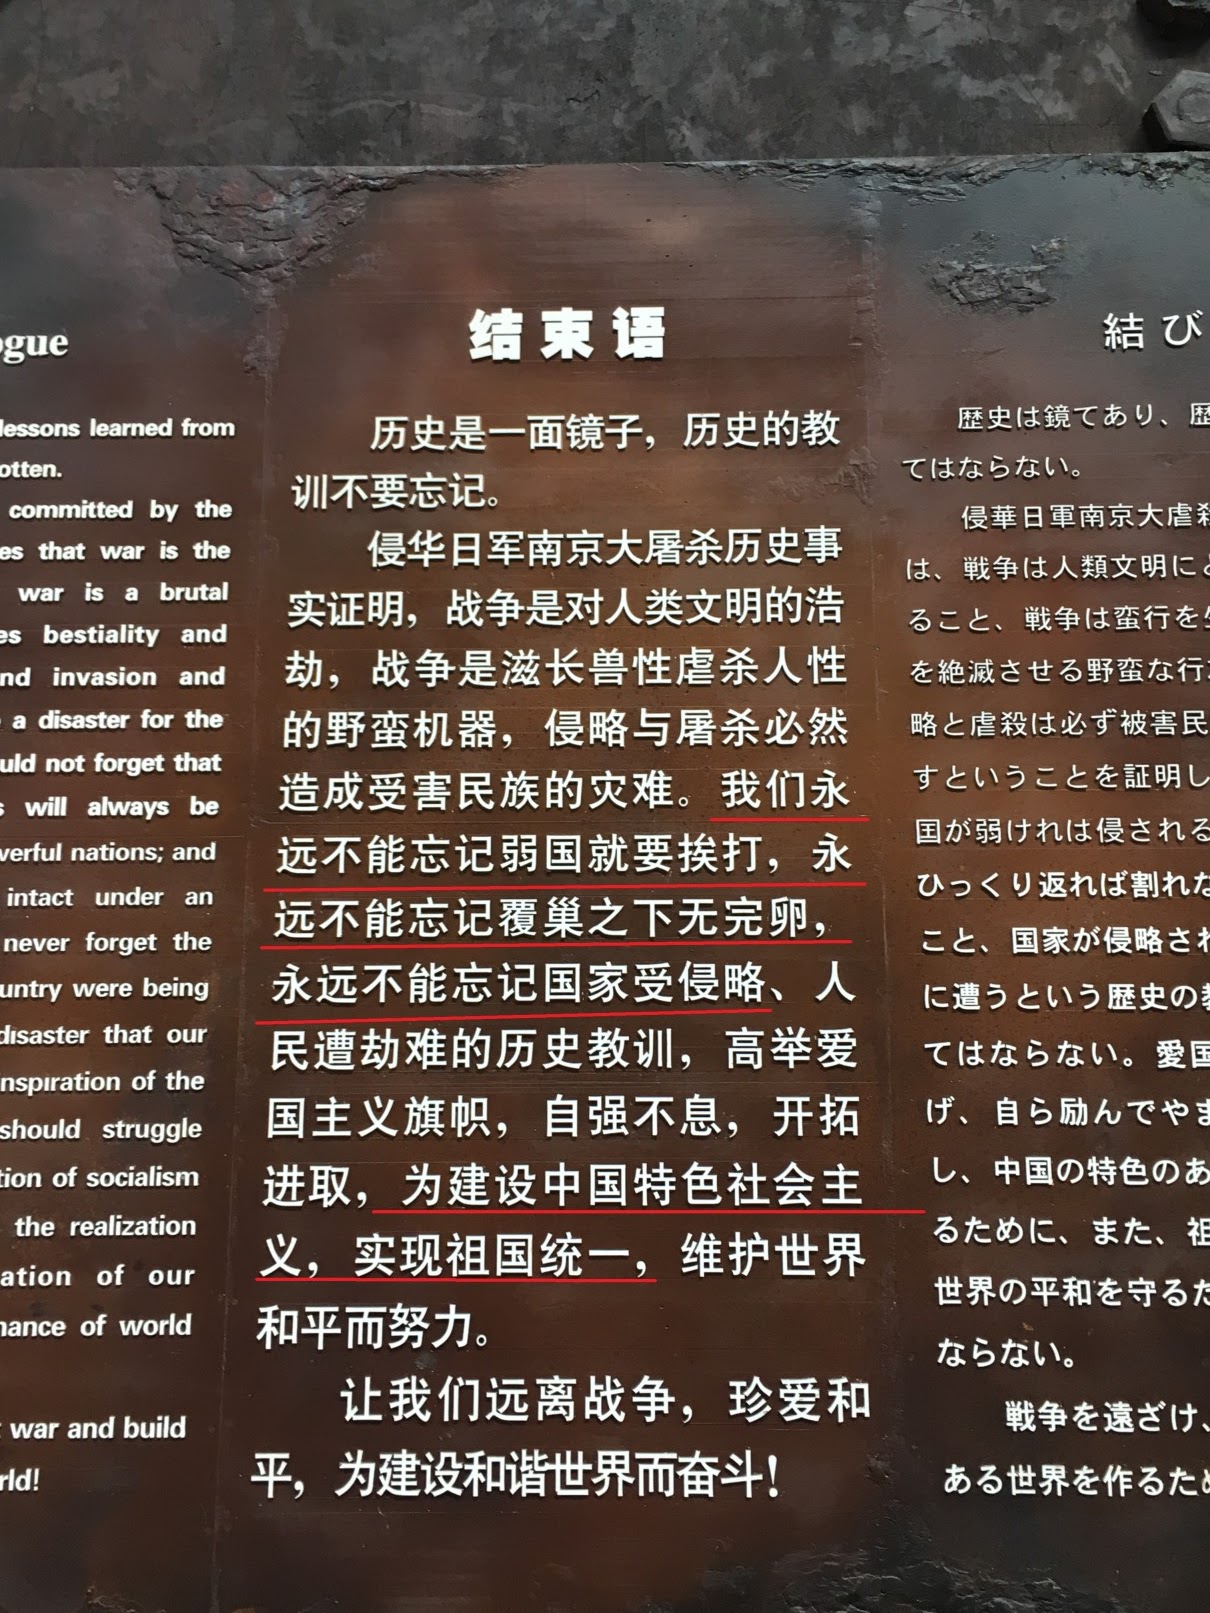 ogue
lessons learned from
otten.
committed by the
es that war is the
war is a brutal
es bestiality and
nd invasion and
a disaster for the
uld not forget that
s will always be
verful nations; and
intact under an
never forget the
untry were being
disaster that our
nspiration of the
should struggle
tion of socialism
the realization
ation of our
nance of world
war and build
rld!
结束语
历史是一面镜子，历史的教
训不要忘记。
侵华日军南京大屠杀历史事
实证明，战争是对人类文明的浩
劫，战争是滋长兽性虐杀人性
的野蛮机器，侵略与屠杀必然
造成受害民族的灾难。我们永
远不能忘记弱国就要挨打，永
远不能忘记覆巢之下无完卵，
永远不能忘记国家受侵略、人
民遭劫难的历史教训，高举爱
国主义旗帜，自强不息，开拓
进取，为建设中国特色社会主
义，实现祖国统一，维护世界
和平而努力。
让我们远离战争，珍爱和
平，为建设和谐世界而奋斗！
結び
歴史は鏡てあり、歴
てはならない。
侵華日軍南京大虐殺
は、戦争は人類文明にと
ること、戦争は蛮行を生
を絶滅させる野蛮な行
略と虐殺は必ず被害民
すということを証明し
国が弱ければ侵される
ひっくり返れば割れな
こと、国家が侵略され
に遭うという歴史の教
てはならない。愛国
げ、自ら励んでやま
し、中国の特色のあ
るために、また、祖
世界の平和を守るた
ならない。
戦争を遠ざけ、
ある世界を作るため